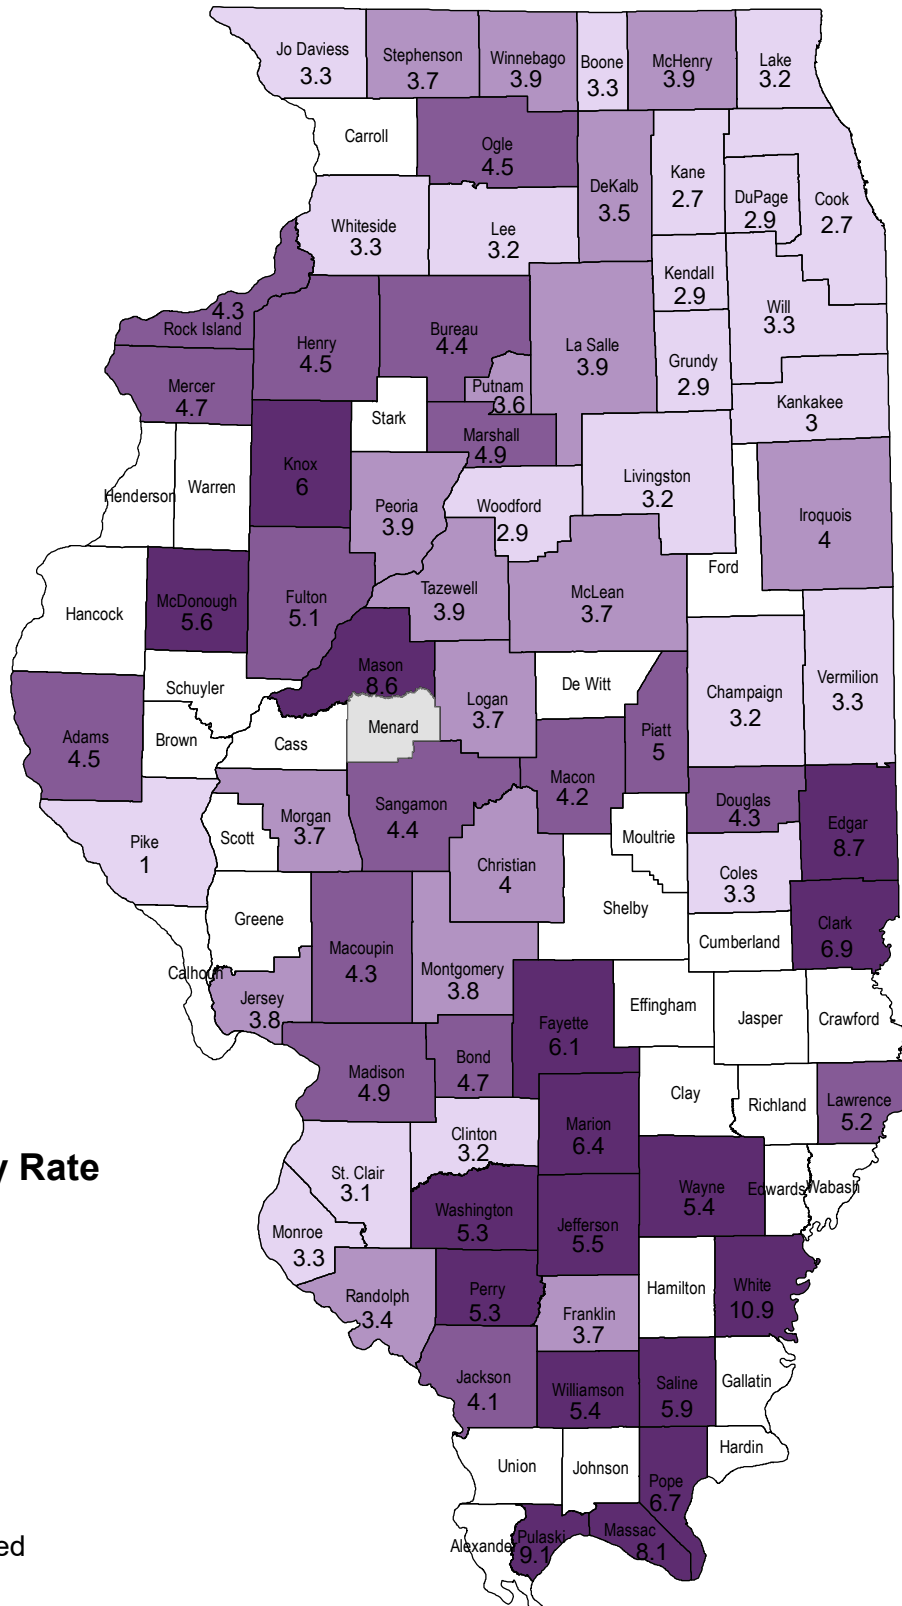 Jo Daviess
3.3
Stephenson
3.7
Winnebago
3.9
Boone
3.3
McHenry
3.9
Lake
3.2
Carroll
Ogle
4.5
DeKalb
3.5
Kane
2.7
DuPage
2.9
Cook
2.7
Whiteside
3.3
Lee
3.2
Kendall
2.9
Will
3.3
4.3
Rock Island
Henry
4.5
Bureau
4.4
La Salle
3.9
Grundy
2.9
Mercer
4.7
Putnam
3.6
Stark
Kankakee
3
Marshall
4.9
Henderson
Warren
Knox
6
Peoria
3.9
Woodford
2.9
Livingston
3.2
Iroquois
4
Ford
Hancock
McDonough
5.6
Fulton
5.1
Tazewell
3.9
McLean
3.7
Mason
8.6
Schuyler
Logan
3.7
De Witt
Champaign
3.2
Vermilion
3.3
Adams
4.5
Brown
Cass
Menard
Piatt
5
Macon
4.2
Sangamon
4.4
Douglas
4.3
Edgar
8.7
Pike
1
Scott
Morgan
3.7
Moultrie
Christian
4
Coles
3.3
Shelby
Greene
Macoupin
4.3
Cumberland
Clark
6.9
Calhoun
Montgomery
3.8
Jersey
3.8
Effingham
Jasper
Crawford
Fayette
6.1
Madison
4.9
Bond
4.7
Clay
Richland
Lawrence
5.2
Marion
6.4
Clinton
3.2
y Rate
St. Clair
3.1
Wayne
5.4
Edwards
Wabash
Washington
5.3
Jefferson
5.5
Monroe
3.3
Randolph
3.4
Perry
5.3
Franklin
3.7
Hamilton
White
10.9
Jackson
4.1
Williamson
5.4
Saline
5.9
Gallatin
Union
Johnson
Hardin
Pope
6.7
ed
Alexander
Pulaski
9.1
Massac
8.1